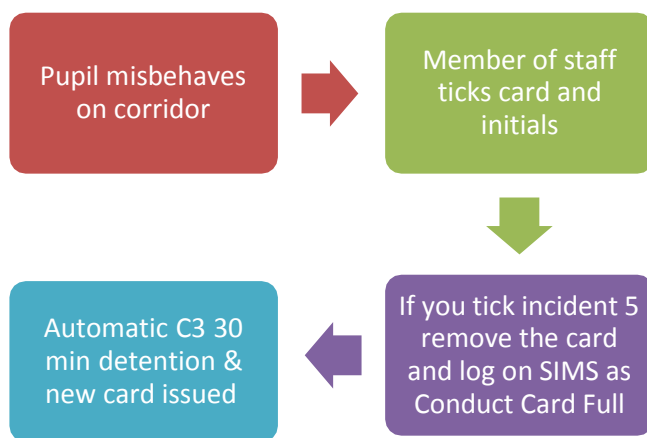 Pupil misbehaves
on corridor
Member of staff
ticks card and
initials
If you tick incident 5
remove the card
and log on SIMS as
Conduct Card Full
Automatic C3 30
min detention &
new card issued